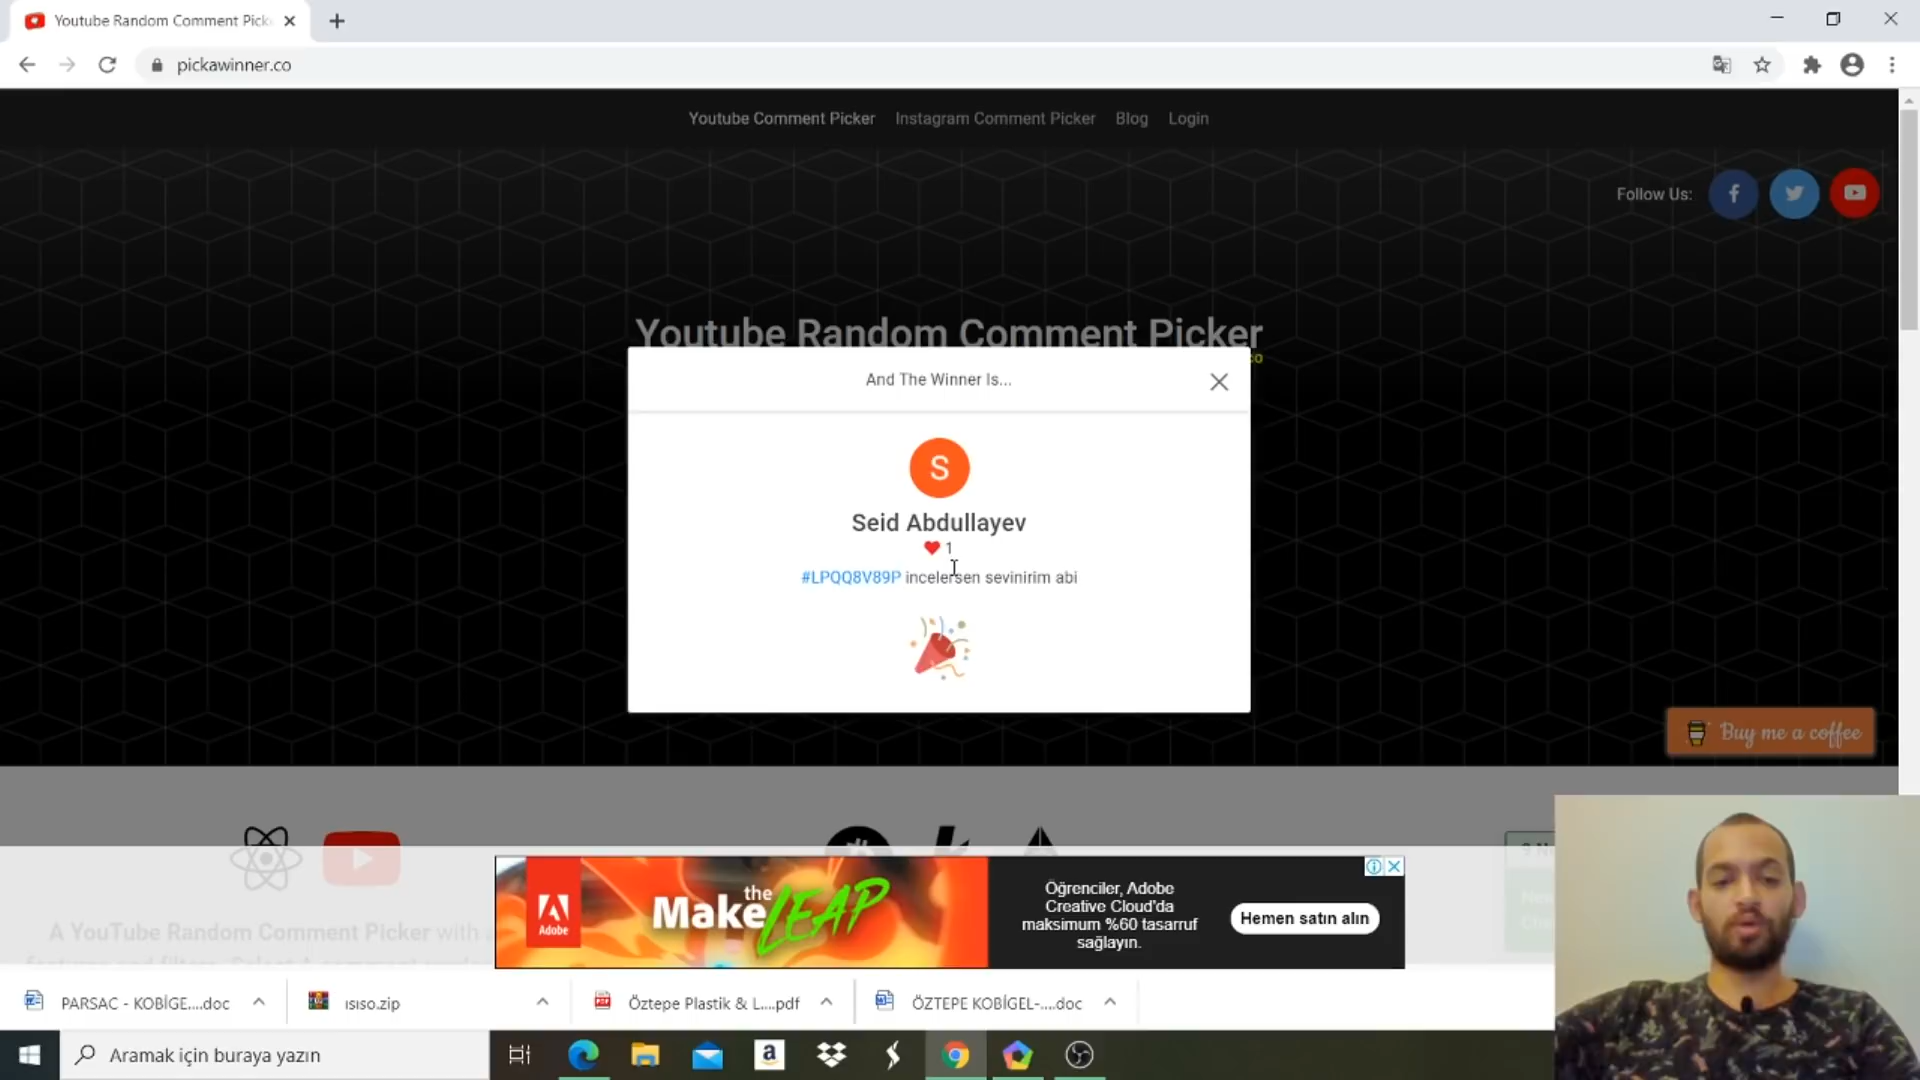 Youtube Random Comment Pick
pickawinner.co
Youtube Comment Picker Instagram Comment Picker Blog Login
Follow Us:
Youtube Random Comment Picker
co
And The Winner Is...
S
Seid Abdullayev
1
#LPQQ8V89P incelersen sevinirim abi
Buy me a coffee
A YouTube Random Comment Picker with
Adobe
Make the LEAP
Öğrenciler, Adobe
Creative Cloud'da
maksimum %60 tasarruf
sağlayın.
Hemen satın alın
PARSAC - KOBİGE....doc
ısıso.zip
Öztepe Plastik & L....pdf
ÖZTEPE KOBİGEL-....doc
Aramak için buraya yazın